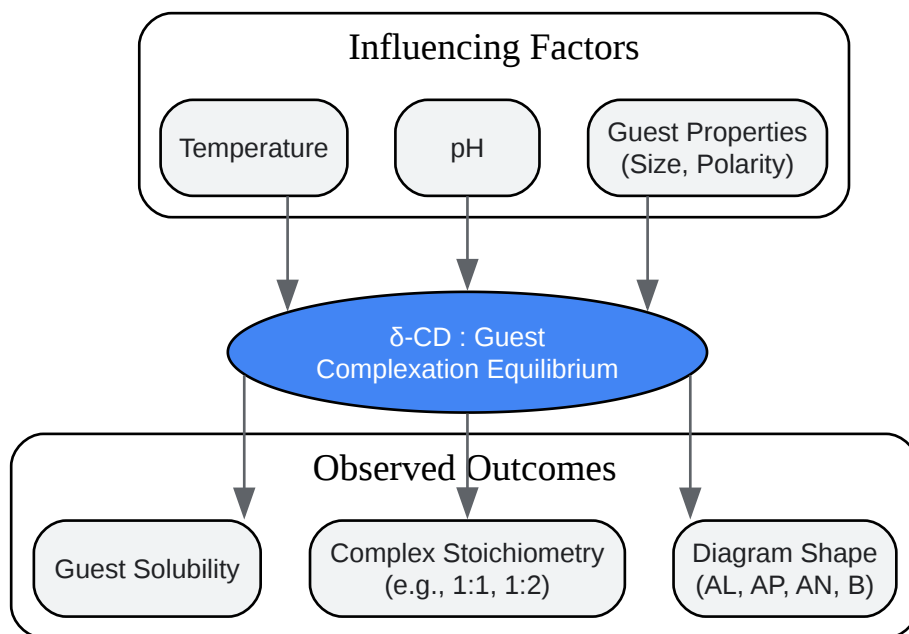 Influencing Factors
Temperature
pH
Guest Properties
(Size, Polarity)
δ-CD : Guest
Complexation Equilibrium
Observed Outcomes
Guest Solubility
Complex Stoichiometry
(e.g., 1:1, 1:2)
Diagram Shape
(AL, AP, AN, B)